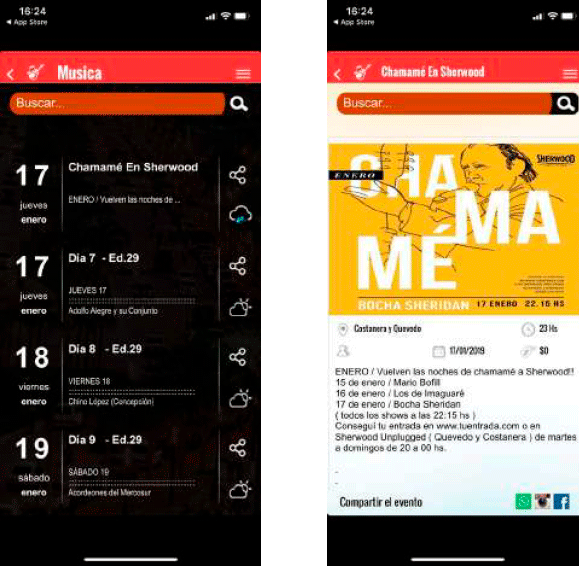 16:24
App Store
Musica
Buscar...
17
jueves
enero
Chamamé En Sherwood
ENERO / Vuelven las noches de ...
17
jueves
enero
Dia 7 - Ed.29
JUEVES 17
Adolfo Alegre y su Conjunto
18
viernes
enero
Dia 8 - Ed.29
VIERNES 18
Chino López (Concepción)
19
sábado
enero
Dia 9 - Ed.29
SÁBADO 19
Acordeones del Mercosur
16:24
App Store
Chamamé En Sherwood
Buscar...
ENERO
SHERWOOD
CHA
MA
MÉ
BOCHA SHERIDAN 17 ENERO 22.15 HS
Costanera y Quevedo
23 Hs
17/01/2019
$0
ENERO / Vuelven las noches de chamamé a Sherwood!!
15 de enero / Mario Bofill
16 de enero / Los de Imaguaré
17 de enero / Bocha Sheridan
( todos los shows a las 22:15 hs )
Conseguí tu entrada en www.tuentrada.com o en
Sherwood Unplugged ( Quevedo y Costanera ) de martes
a domingos de 20 a 00 hs.
.
.
Compartir el evento